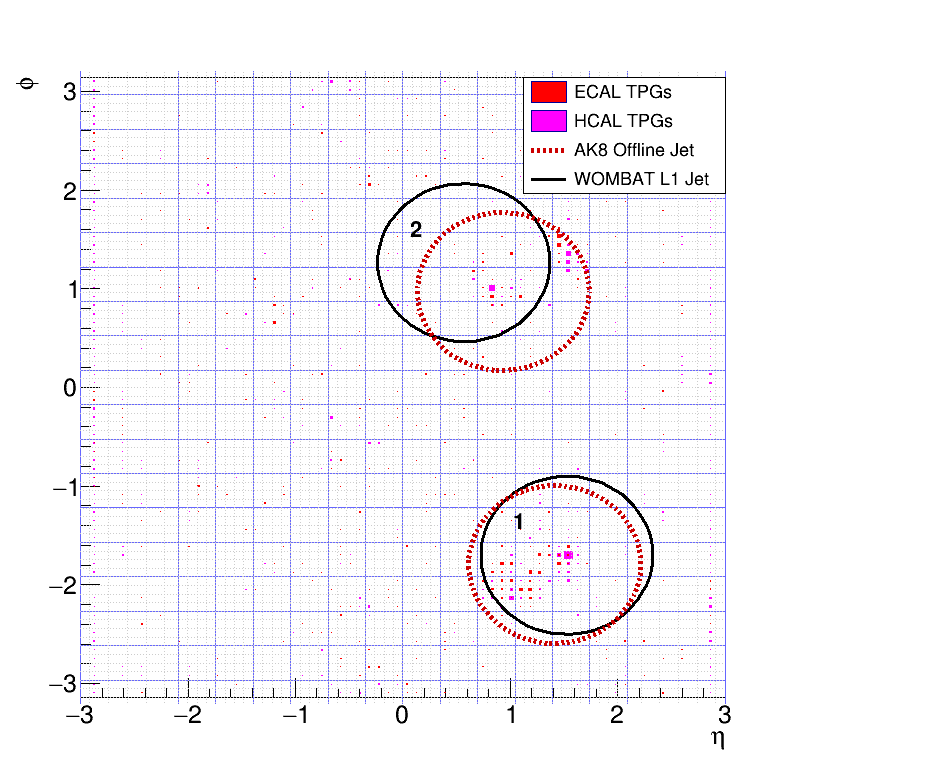 φ
3
2
1
0
−1
−2
−3
ECAL TPGs
HCAL TPGs
AK8 Offline Jet
WOMBAT L1 Jet
2
1
−3 −2 −1 0 1 2 3
η